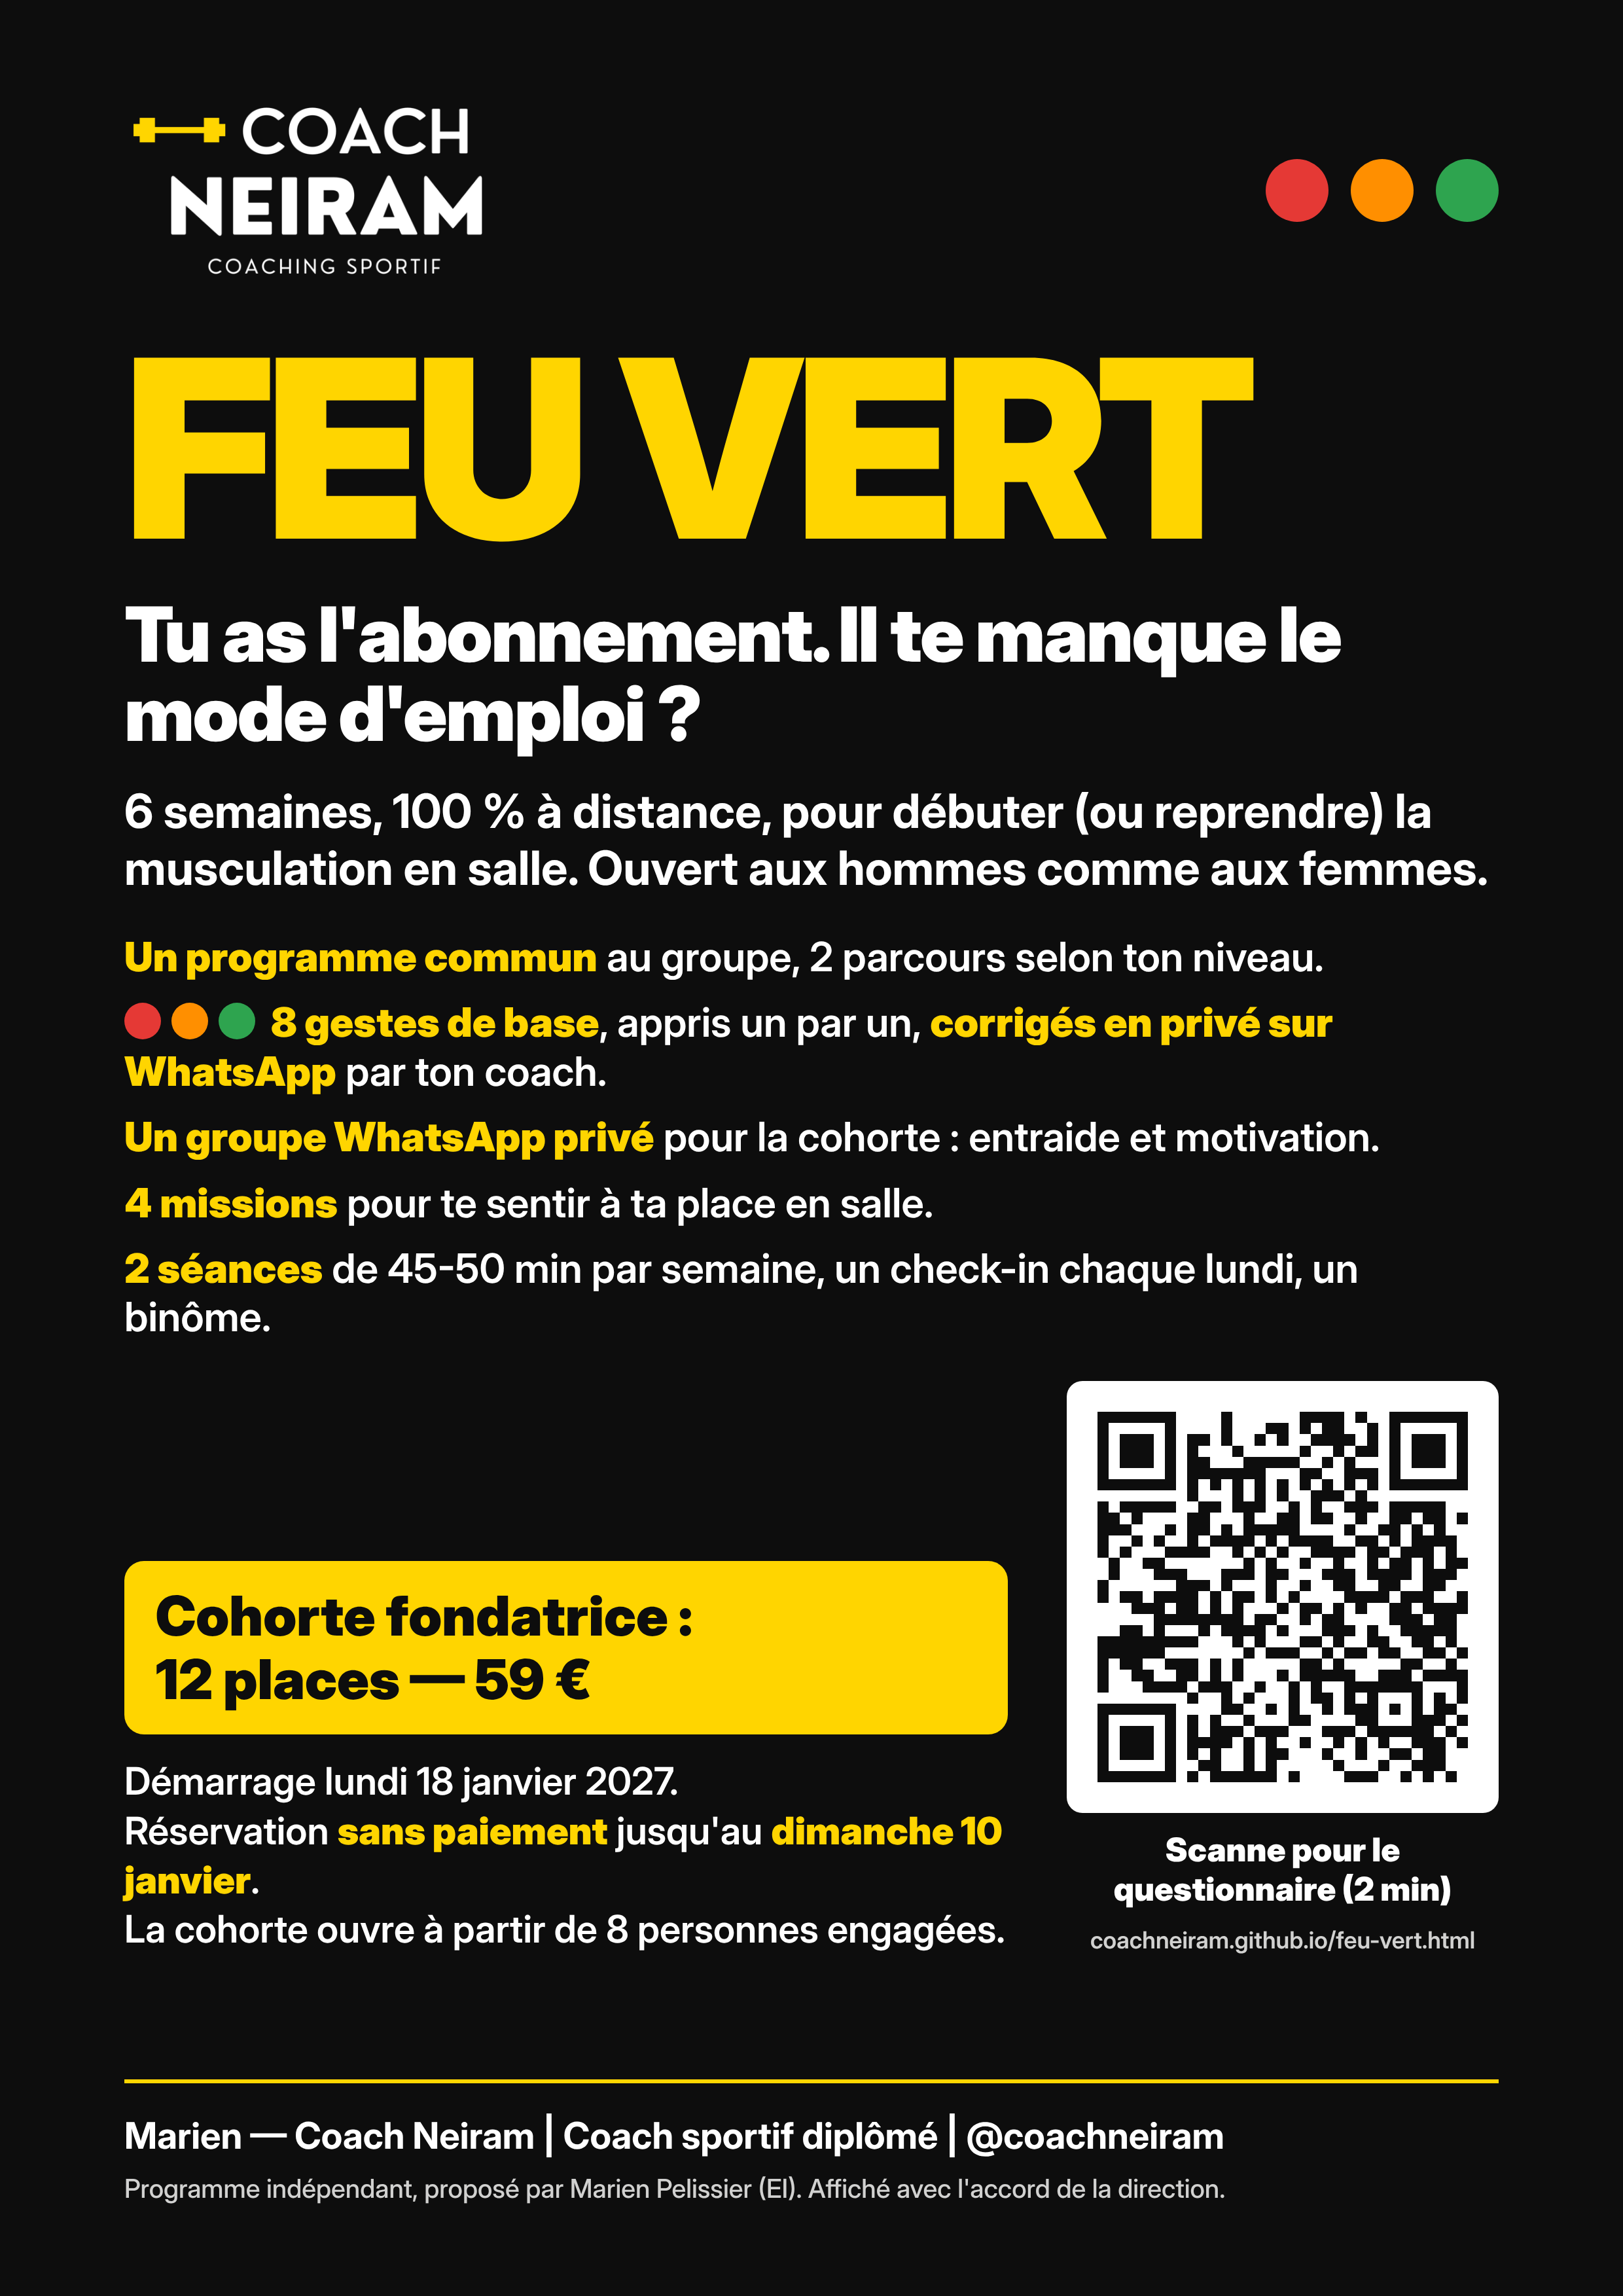 COACH
NEIRAM
COACHING SPORTIF
FEU VERT
Tu as l'abonnement. Il te manque le
mode d'emploi ?
6 semaines, 100 % à distance, pour débuter (ou reprendre) la
musculation en salle. Ouvert aux hommes comme aux femmes.
Un programme commun au groupe, 2 parcours selon ton niveau.
8 gestes de base, appris un par un, corrigés en privé sur
WhatsApp par ton coach.
Un groupe WhatsApp privé pour la cohorte : entraide et motivation.
4 missions pour te sentir à ta place en salle.
2 séances de 45-50 min par semaine, un check-in chaque lundi, un
binôme.
Cohorte fondatrice :
12 places — 59 €
Démarrage lundi 18 janvier 2027.
Réservation sans paiement jusqu'au dimanche 10
janvier.
La cohorte ouvre à partir de 8 personnes engagées.
Scanne pour le
questionnaire (2 min)
coachneiram.github.io/feu-vert.html
Marien — Coach Neiram | Coach sportif diplômé | @coachneiram
Programme indépendant, proposé par Marien Pelissier (EI). Affiché avec l'accord de la direction.